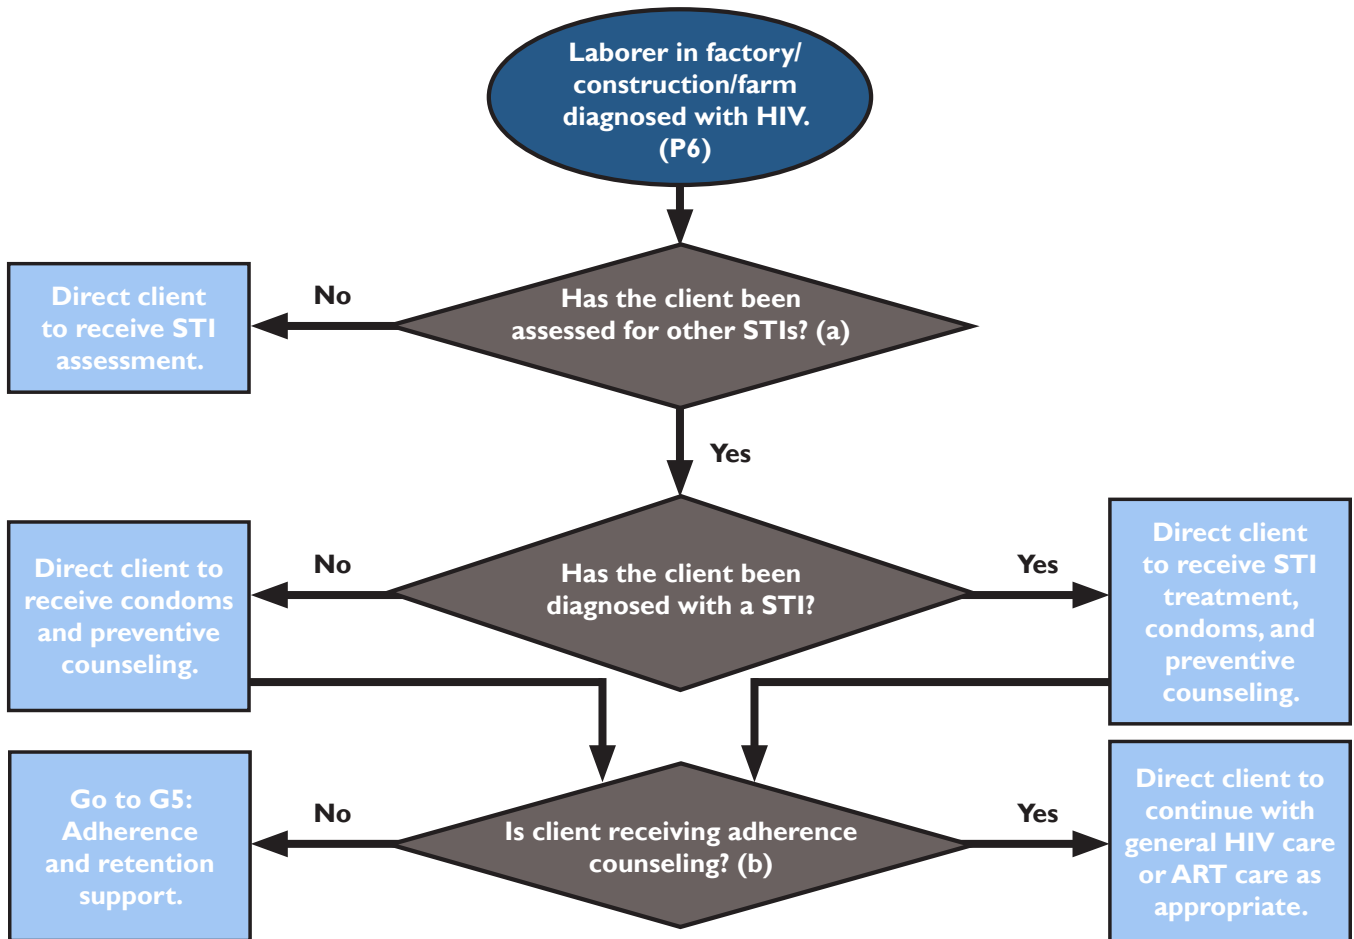 Laborer in factory/
construction/farm
diagnosed with HIV.
(P6)
Has the client been
assessed for other STIs? (a)
No
Direct client
to receive STI
assessment.
Yes
Has the client been
diagnosed with a STI?
No
Direct client to
receive condoms
and preventive
counseling.
Yes
Direct client
to receive STI
treatment,
condoms, and
preventive
counseling.
Is client receiving adherence
counseling? (b)
No
Go to G5:
Adherence
and retention
support.
Yes
Direct client to
continue with
general HIV care
or ART care as
appropriate.